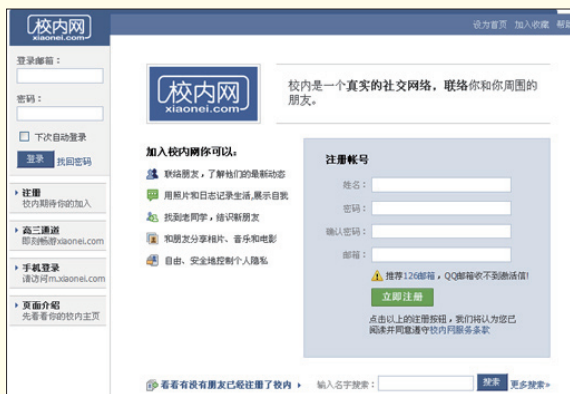 校内网
xiaonei.com
设为首页 加入收藏 帮助
登录邮箱：
密码：
下次自动登录
登录 找回密码
注册
校内期待你的加入
高三通道
即刻畅游xiaonei.com
手机登录
请访问m.xiaonei.com
页面介绍
先看看你的校内主页
校内网
xiaonei.com
校内是一个真实的社交网络，联络你和你周围的
朋友。
加入校内网你可以：
联络朋友，了解他们的最新动态
用照片和日志记录生活,展示自我
找到老同学，结识新朋友
和朋友分享相片、音乐和电影
自由、安全地控制个人隐私
注册帐号
姓名：
密码：
确认密码：
邮箱：
推荐126邮箱，QQ邮箱收不到激活信!
立即注册
点击以上的注册按钮，我们将认为您已
阅读并同意遵守校内网服务条款
看看有没有朋友已经注册了校内
输入名字搜索： 搜索 更多搜索»